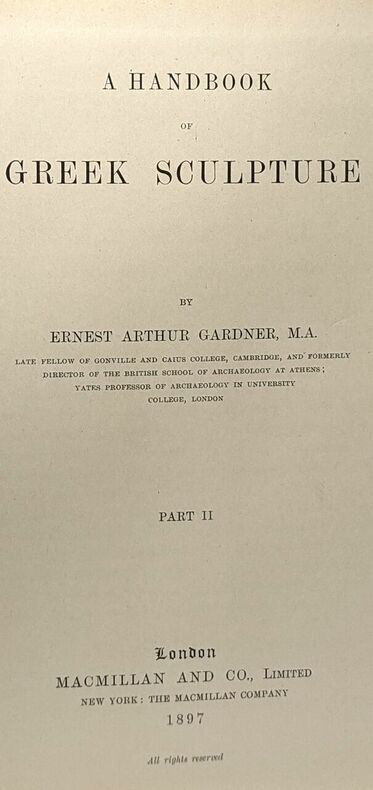 A HANDBOOK
OF
GREEK SCULPTURE
BY
ERNEST ARTHUR GARDNER, M.A.
LATE FELLOW OF GONVILLE AND CAIUS COLLEGE, CAMBRIDGE, AND FORMERLY
DIRECTOR OF THE BRITISH SCHOOL OF ARCHAEOLOGY AT ATHENS;
YATES PROFESSOR OF ARCHAEOLOGY IN UNIVERSITY
COLLEGE, LONDON
PART II
London
MACMILLAN AND CO., LIMITED
NEW YORK: THE MACMILLAN COMPANY
1897
All rights reserved